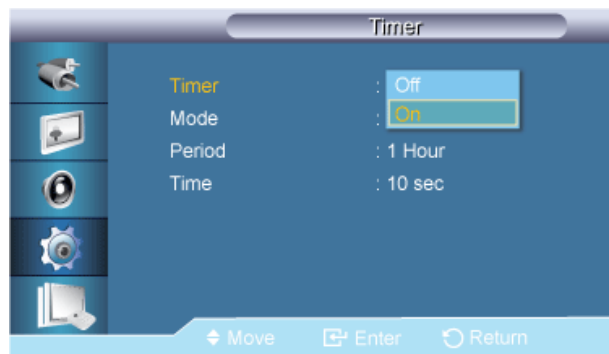 Timer
Timer : Off
Mode : On
Period : 1 Hour
Time : 10 sec
Move Enter Return